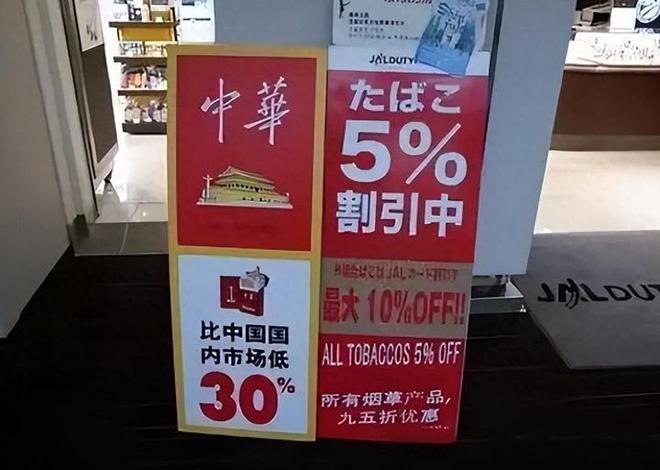 中華
比中国国
内市场低
30%
JALDUTY
たばこ
5%
割引中
最大 10%OFF!!
ALL TOBACCOS 5% OFF
所有烟草产品,
九五折优惠
JALDUT